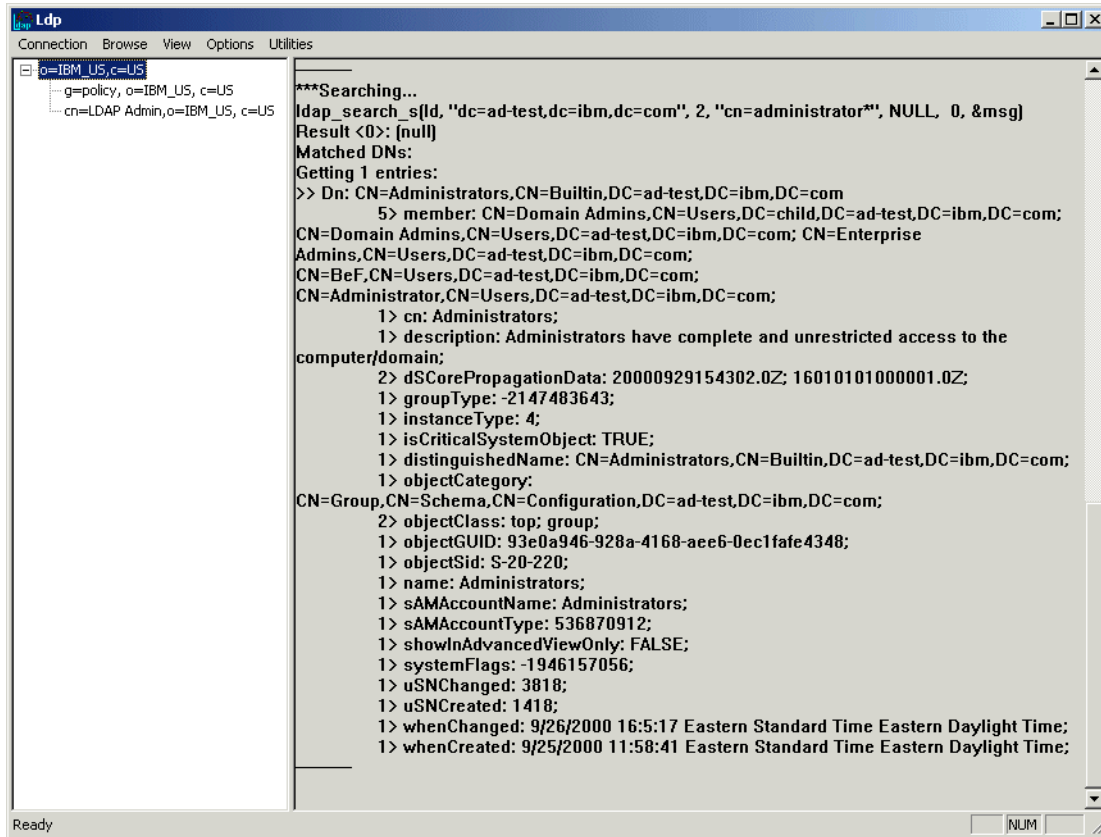 Ldp
Connection Browse View Options Utilities
o=IBM_US,c=US
g=policy, o=IBM_US, c=US
cn=LDAP Admin,o=IBM_US, c=US
***Searching...
ldap_search_s(ld, "dc=ad-test,dc=ibm,dc=com", 2, "cn=administrator*", NULL, 0, &msg)
Result <0>: (null)
Matched DNs:
Getting 1 entries:
>> Dn: CN=Administrators,CN=Builtin,DC=ad-test,DC=ibm,DC=com
5> member: CN=Domain Admins,CN=Users,DC=child,DC=ad-test,DC=ibm,DC=com;
CN=Domain Admins,CN=Users,DC=ad-test,DC=ibm,DC=com; CN=Enterprise
Admins,CN=Users,DC=ad-test,DC=ibm,DC=com;
CN=BeF,CN=Users,DC=ad-test,DC=ibm,DC=com;
CN=Administrator,CN=Users,DC=ad-test,DC=ibm,DC=com;
1> cn: Administrators;
1> description: Administrators have complete and unrestricted access to the
computer/domain;
2> dSCorePropagationData: 20000929154302.0Z; 16010101000001.0Z;
1> groupType: -2147483643;
1> instanceType: 4;
1> isCriticalSystemObject: TRUE;
1> distinguishedName: CN=Administrators,CN=Builtin,DC=ad-test,DC=ibm,DC=com;
1> objectCategory:
CN=Group,CN=Schema,CN=Configuration,DC=ad-test,DC=ibm,DC=com;
2> objectClass: top; group;
1> objectGUID: 93e0a946-928a-4168-aee6-0ec1fafe4348;
1> objectSid: S-20-220;
1> name: Administrators;
1> sAMAccountName: Administrators;
1> sAMAccountType: 536870912;
1> showInAdvancedViewOnly: FALSE;
1> systemFlags: -1946157056;
1> uSNChanged: 3818;
1> uSNCreated: 1418;
1> whenChanged: 9/26/2000 16:5:17 Eastern Standard Time Eastern Daylight Time;
1> whenCreated: 9/25/2000 11:58:41 Eastern Standard Time Eastern Daylight Time;
Ready
NUM